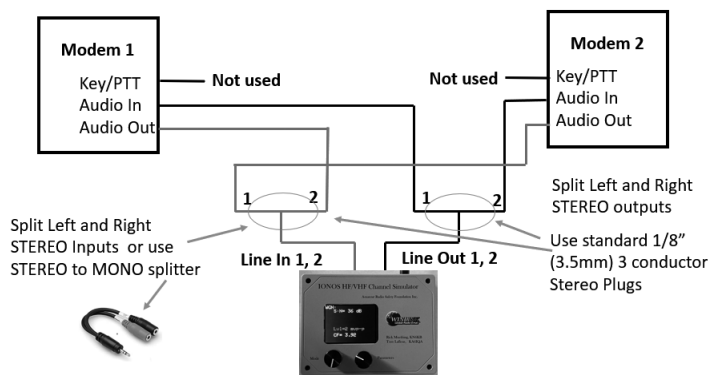 Modem 1
Key/PTT
Audio In
Audio Out
Not used
Modem 2
Not used
Key/PTT
Audio In
Audio Out
1 2
1 2
Split Left and Right
STEREO outputs
Split Left and Right
STEREO Inputs or use
STEREO to MONO splitter
Use standard 1/8”
(3.5mm) 3 conductor
Stereo Plugs
Line In 1, 2
Line Out 1, 2
IONOS HF/VHF Channel Simulator